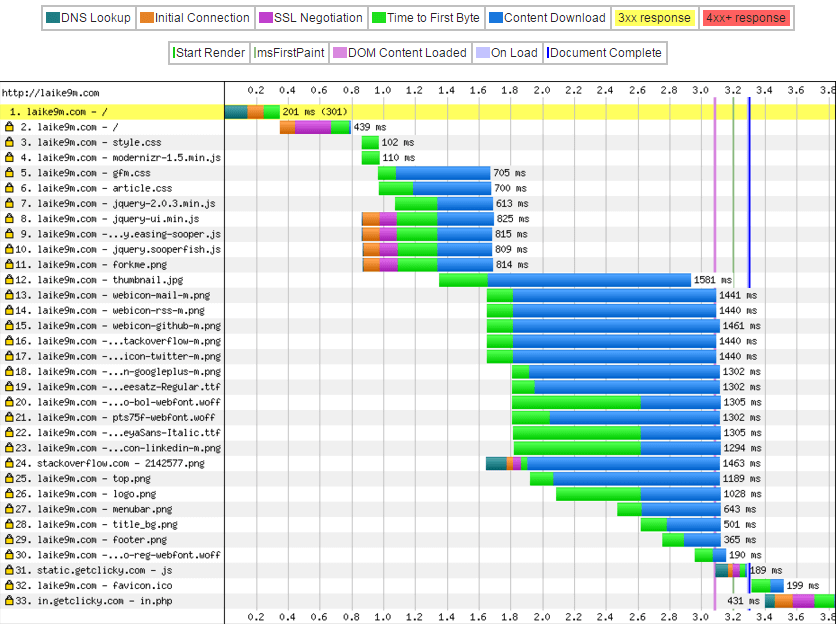 DNS Lookup Initial Connection SSL Negotiation Time to First Byte Content Download 3xx response 4xx+ response
Start Render msFirstPaint DOM Content Loaded On Load Document Complete
http://laike9m.com 0.2 0.4 0.6 0.8 1.0 1.2 1.4 1.6 1.8 2.0 2.2 2.4 2.6 2.8 3.0 3.2 3.4 3.6 3.8
1. laike9m.com - / 201 ms (301)
2. laike9m.com - / 439 ms
3. laike9m.com - style.css 102 ms
4. laike9m.com - modernizr-1.5.min.js 110 ms
5. laike9m.com - gfm.css 705 ms
6. laike9m.com - article.css 700 ms
7. laike9m.com - jquery-2.0.3.min.js 613 ms
8. laike9m.com - jquery-ui.min.js 825 ms
9. laike9m.com - ...y.easing-sooper.js 815 ms
10. laike9m.com - jquery.sooperfish.js 809 ms
11. laike9m.com - forkme.png 814 ms
12. laike9m.com - thumbnail.jpg 1581 ms
13. laike9m.com - webicon-mail-m.png 1441 ms
14. laike9m.com - webicon-rss-m.png 1440 ms
15. laike9m.com - webicon-github-m.png 1461 ms
16. laike9m.com -...tackoverflow-m.png 1440 ms
17. laike9m.com -...icon-twitter-m.png 1440 ms
18. laike9m.com -...n-googleplus-m.png 1302 ms
19. laike9m.com -...eesatz-Regular.ttf 1302 ms
20. laike9m.com -...o-bol-webfont.woff 1305 ms
21. laike9m.com - pts75f-webfont.woff 1302 ms
22. laike9m.com -...eyaSans-Italic.ttf 1305 ms
23. laike9m.com -...con-linkedin-m.png 1294 ms
24. stackoverflow.com - 2142577.png 1463 ms
25. laike9m.com - top.png 1189 ms
26. laike9m.com - logo.png 1028 ms
27. laike9m.com - menubar.png 643 ms
28. laike9m.com - title_bg.png 501 ms
29. laike9m.com - footer.png 365 ms
30. laike9m.com -...o-reg-webfont.woff 190 ms
31. static.getclicky.com - js 189 ms
32. laike9m.com - favicon.ico 199 ms
33. in.getclicky.com - in.php 431 ms
0.2 0.4 0.6 0.8 1.0 1.2 1.4 1.6 1.8 2.0 2.2 2.4 2.6 2.8 3.0 3.2 3.4 3.6 3.8